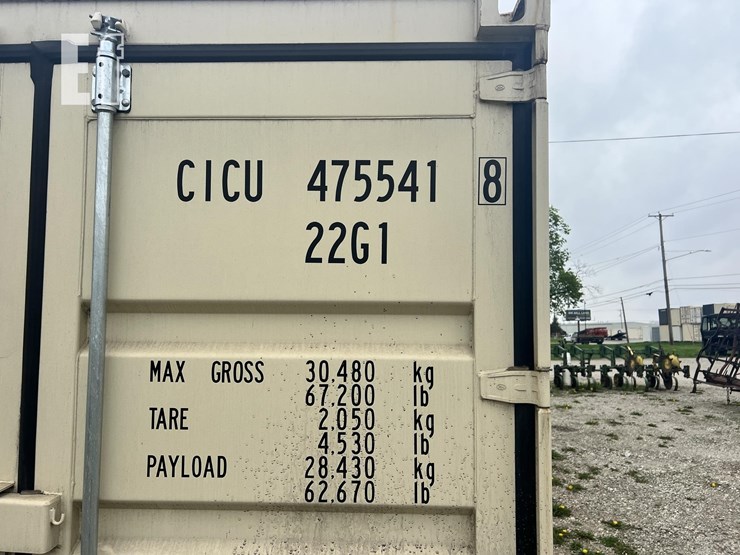 CICU 475541 8
22G1
MAX GROSS 30,480 kg
67,200 lb
TARE 2,050 kg
4,530 lb
PAYLOAD 28,430 kg
62,670 lb